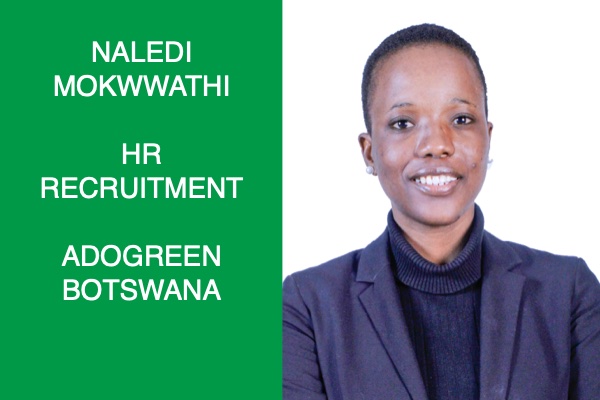 NALEDI
MOKWWATHI
HR
RECRUITMENT
ADOGREEN
BOTSWANA